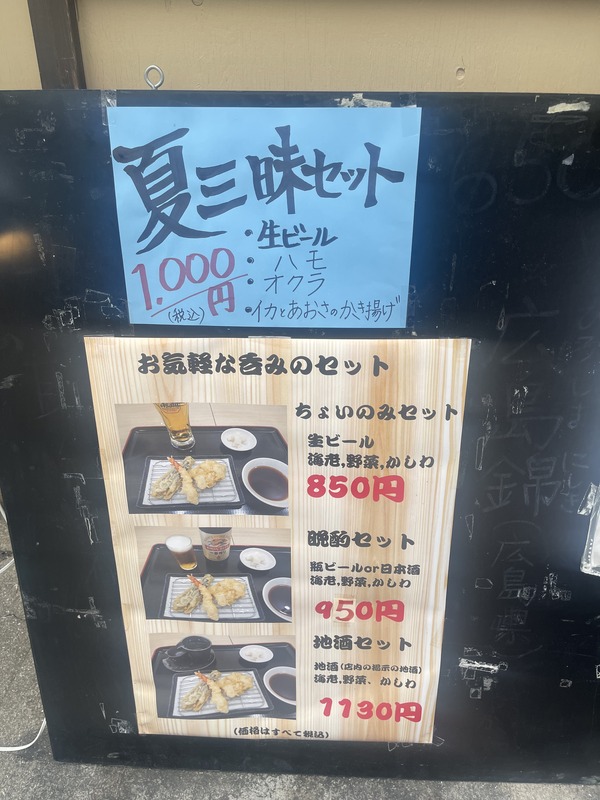 夏三昧セット
・生ビール
・ハモ
・オクラ
・イカとあおさのかき揚げ
1.000円
(税込)
お気軽な呑みのセット
ちょいのみセット
生ビール
海老,野菜,かしわ
850円
晩酌セット
瓶ビールor日本酒
海老,野菜,かしわ
950円
地酒セット
地酒(店内の掲示の地酒)
海老,野菜、かしわ
1130円
(価格はすべて税込)
広島錦
(広島県)